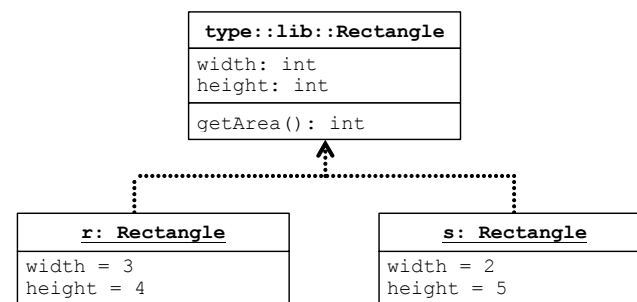 type::lib::Rectangle
width: int
height: int
getArea(): int
r: Rectangle
width = 3
height = 4
s: Rectangle
width = 2
height = 5